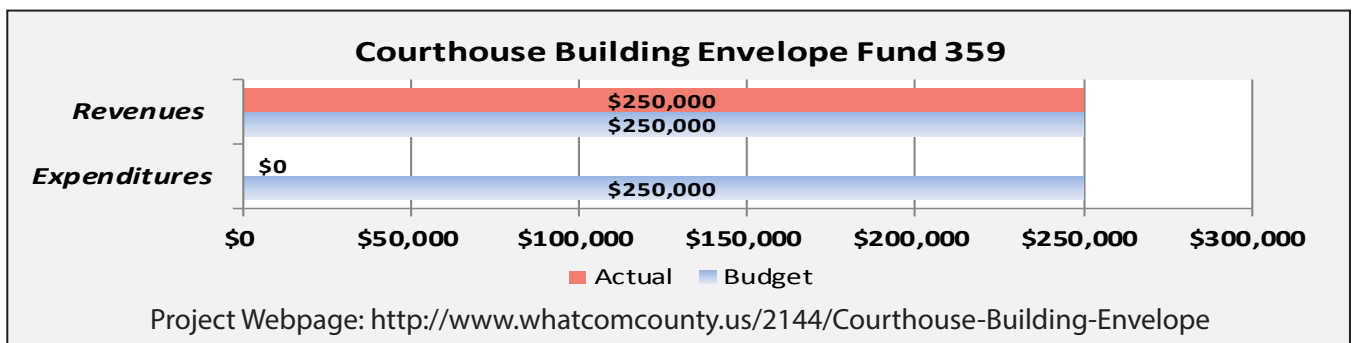 Courthouse Building Envelope Fund 359
Revenues
$250,000
$250,000
Expenditures
$0
$250,000
$0 $50,000 $100,000 $150,000 $200,000 $250,000 $300,000
Actual Budget
Project Webpage: http://www.whatcomcounty.us/2144/Courthouse-Building-Envelope